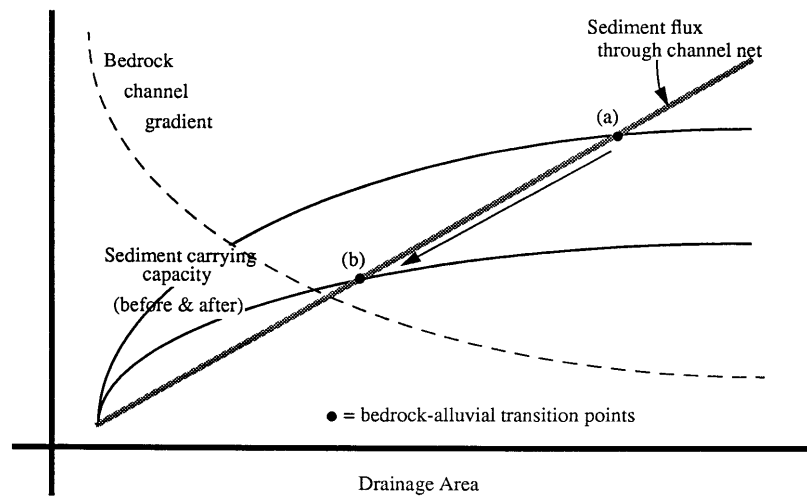 Sediment flux
through channel net
Bedrock
channel
gradient
(a)
Sediment carrying
capacity
(before & after)
(b)
● = bedrock-alluvial transition points
Drainage Area